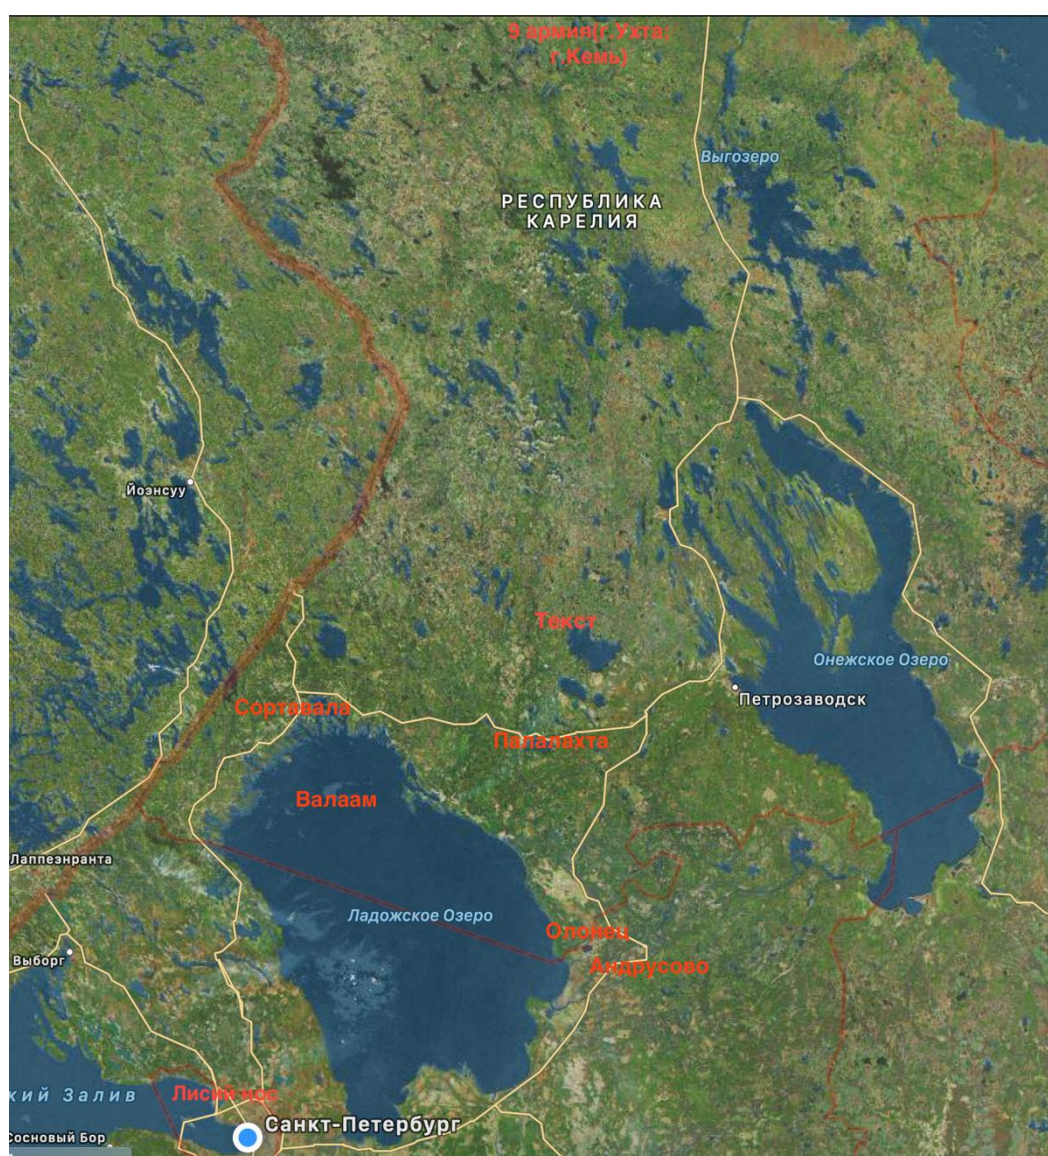 9 армия(г.Ухта;
г.Кемь)
Выгозеро
РЕСПУБЛИКА
КАРЕЛИЯ
Йоэнсуу
Текст
Онежское Озеро
Петрозаводск
Сортавала
Палалахта
Валаам
Лаппеэнранта
Ладожское Озеро
Олонец
Андрусово
Выборг
кий Залив
Лисий нос
Санкт-Петербург
Сосновый Бор